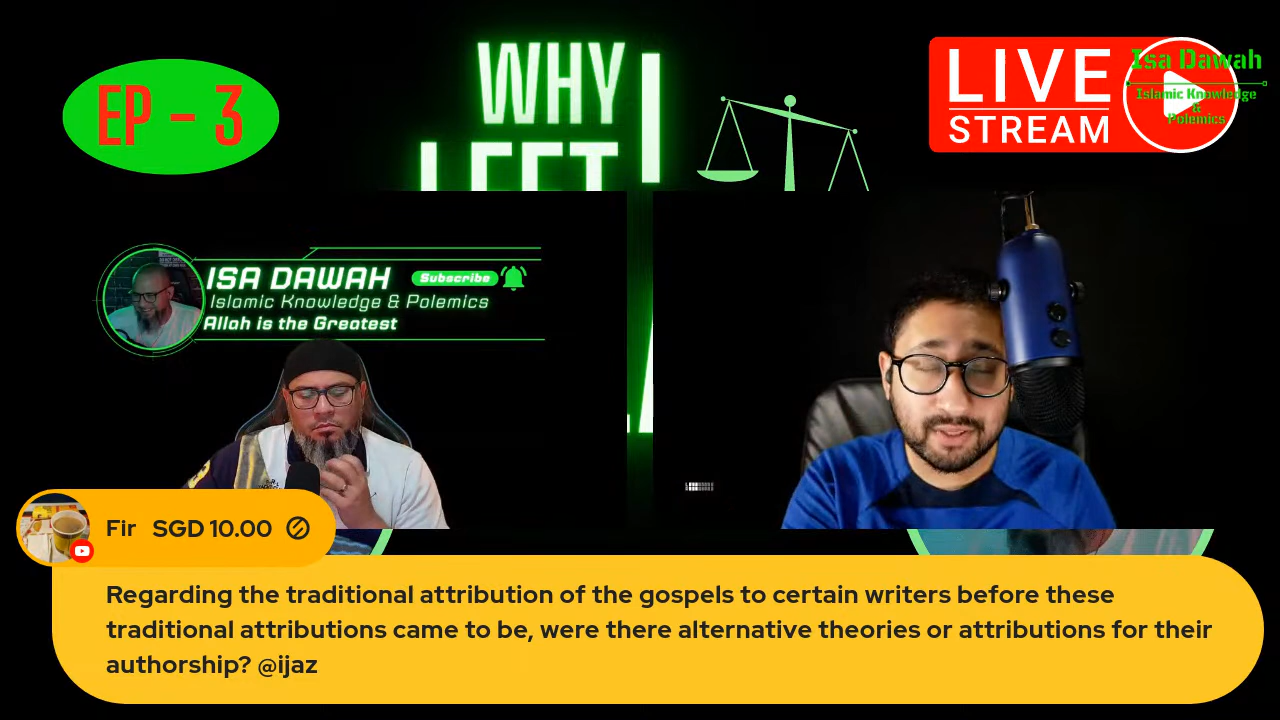 WHY
I
LEFT
EP - 3
LIVE
STREAM
Isa Dawah
Islamic Knowledge
&
Polemics
ISA DAWAH
Subscribe
Islamic Knowledge & Polemics
Allah is the Greatest
Fir SGD 10.00
Regarding the traditional attribution of the gospels to certain writers before these
traditional attributions came to be, were there alternative theories or attributions for their
authorship? @ijaz